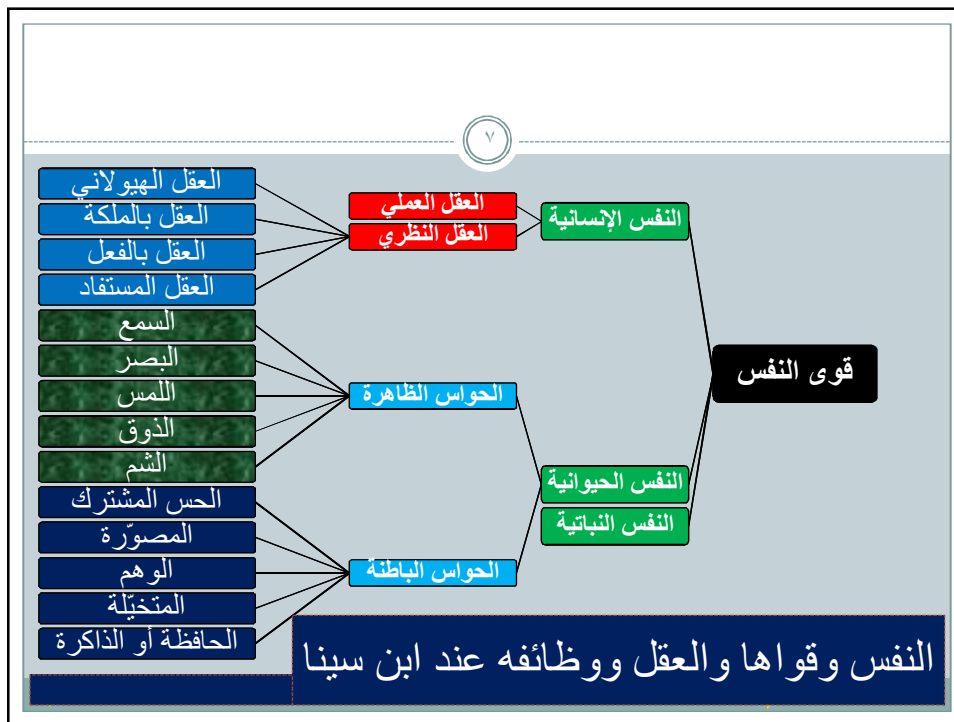 ٧
قوى النفس
النفس الإنسانية
العقل العملي
العقل النظري
العقل الهيولاني
العقل بالملكة
العقل بالفعل
العقل المستفاد
النفس الحيوانية
الحواس الظاهرة
السمع
البصر
اللمس
الذوق
الشم
الحواس الباطنة
الحس المشترك
المصوّرة
الوهم
المتخيّلة
الحافظة أو الذاكرة
النفس النباتية
النفس وقواها والعقل ووظائفه عند ابن سينا